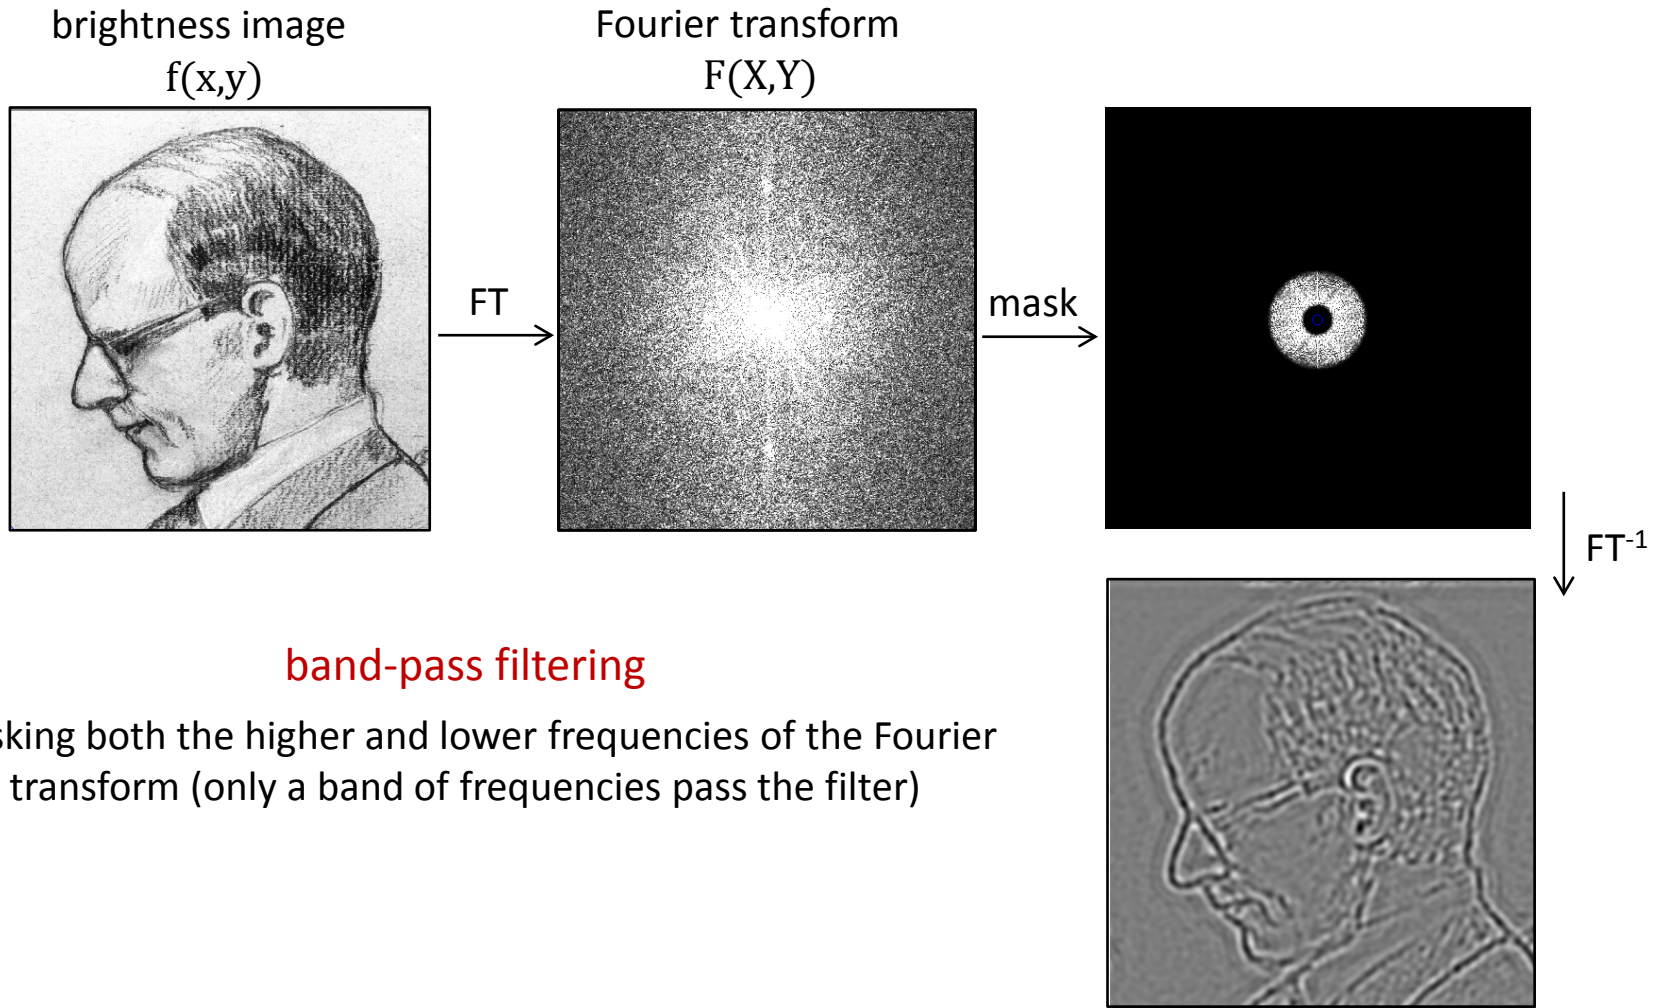 brightness image
f(x,y)
Fourier transform
F(X,Y)
FT
mask
FT-1
band-pass filtering
both the higher and lower frequencies of the Fourier
transform (only a band of frequencies pass the filter)